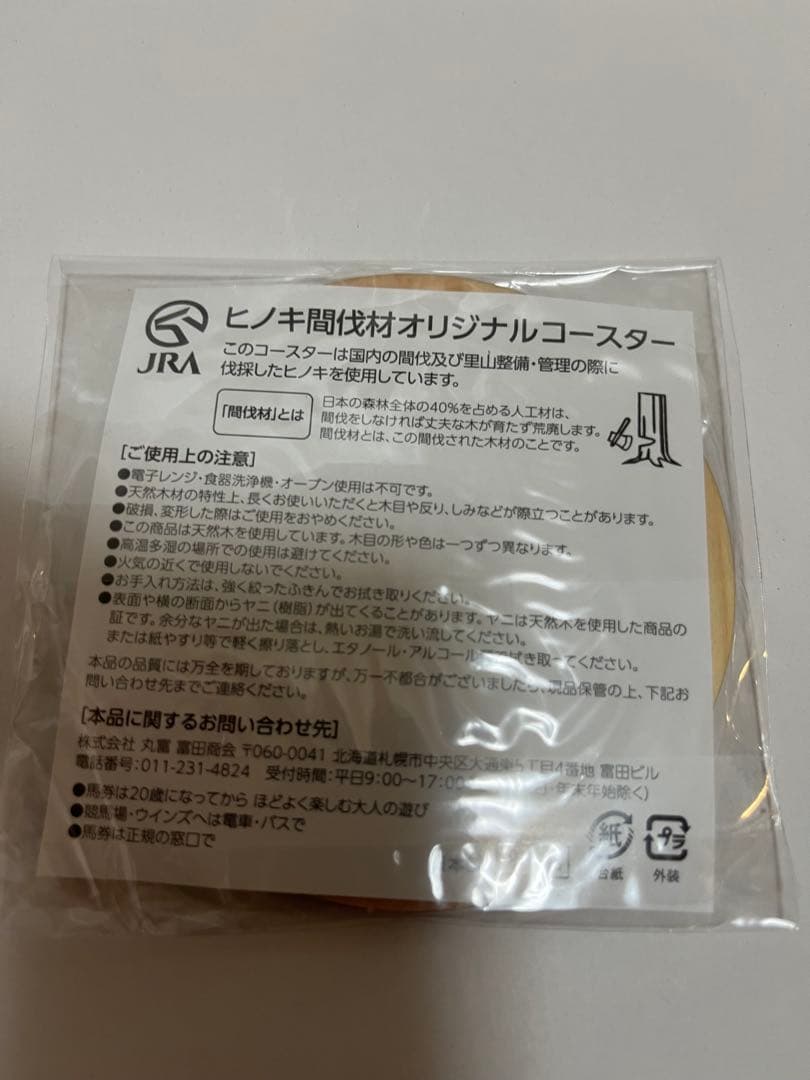 JRA
ヒノキ間伐材オリジナルコースター
このコースターは国内の間伐及び里山整備・管理の際に
伐採したヒノキを使用しています。
「間伐材」とは
日本の森林全体の40%を占める人工材は、
間伐をしなければ丈夫な木が育たず荒廃します。
間伐材とは、この間伐された木材のことです。
[ご使用上の注意]
●電子レンジ・食器洗浄機・オーブン使用は不可です。
●天然木材の特性上、長くお使いいただくと木目や反り、しみなどが際立つことがあります。
●破損、変形した際はご使用をおやめください。
●この商品は天然木を使用しています。木目の形や色は一つずつ異なります。
●高温多湿の場所での使用は避けてください。
●火気の近くで使用しないでください。
●お手入れ方法は、強く絞ったふきんでお拭き取りください。
●表面や横の断面からヤニ(樹脂)が出てくることがあります。ヤニは天然木を使用した商品の
証です。余分なヤニが出た場合は、熱いお湯で洗い流してください。
または紙やすり等で軽く擦り落とし、エタノール・アルコール で拭き取ってください。
本品の品質には万全を期しておりますが、万一不都合がございましたら、現品保管の上、下記お
問い合わせ先までご連絡ください。
[本品に関するお問い合わせ先]
株式会社 丸富 富田商会 〒060-0041 北海道札幌市中央区大通東5丁目4番地 富田ビル
電話番号:011-231-4824 受付時間:平日9:00~17:00 ・年末年始除く)
●馬券は20歳になってから ほどよく楽しむ大人の遊び
●競馬場・ウインズへは電車・バスで
●馬券は正規の窓口で
紙
台紙
プラ
外装